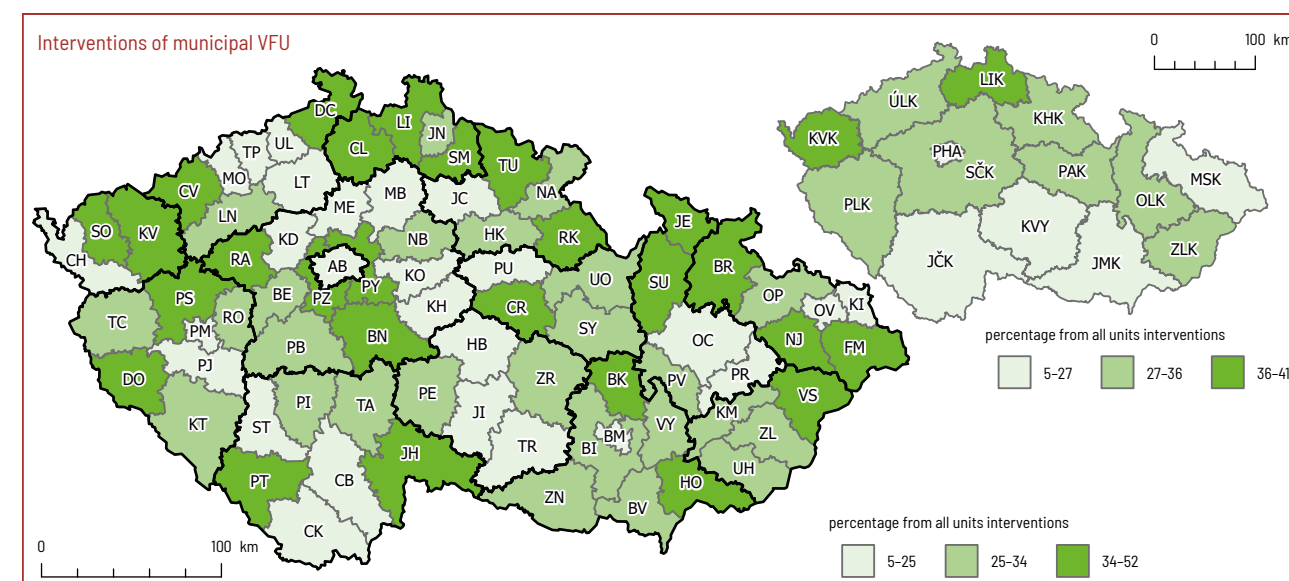 Interventions of municipal VFU
0 100 km
LIK
ÚLK
KHK
KVK
PHA
SČK
PAK
MSK
PLK
OLK
KVY
ZLK
JČK
JMK
percentage from all units interventions
5–27 27–36 36–41
DC
LI
JN
UL
CL
TP
SM
TU
MO
LT
CV
MB
NA
JC
LN
ME
SO
KV
KD
NB
HK
RK
JE
CH
RA
AB
PU
BR
KO
PY
SU
UO
PS
BE
PZ
OP
KI
TC
RO
KH
CR
OV
PM
SY
BN
HB
OC
NJ
FM
PB
PJ
DO
ZR
BK
PV
PR
VS
PE
PI
TA
KT
JI
KM
ST
VY
ZL
BM
TR
BI
JH
UH
PT
CB
HO
ZN
BV
CK
0 100 km
percentage from all units interventions
5–25 25–34 34–52